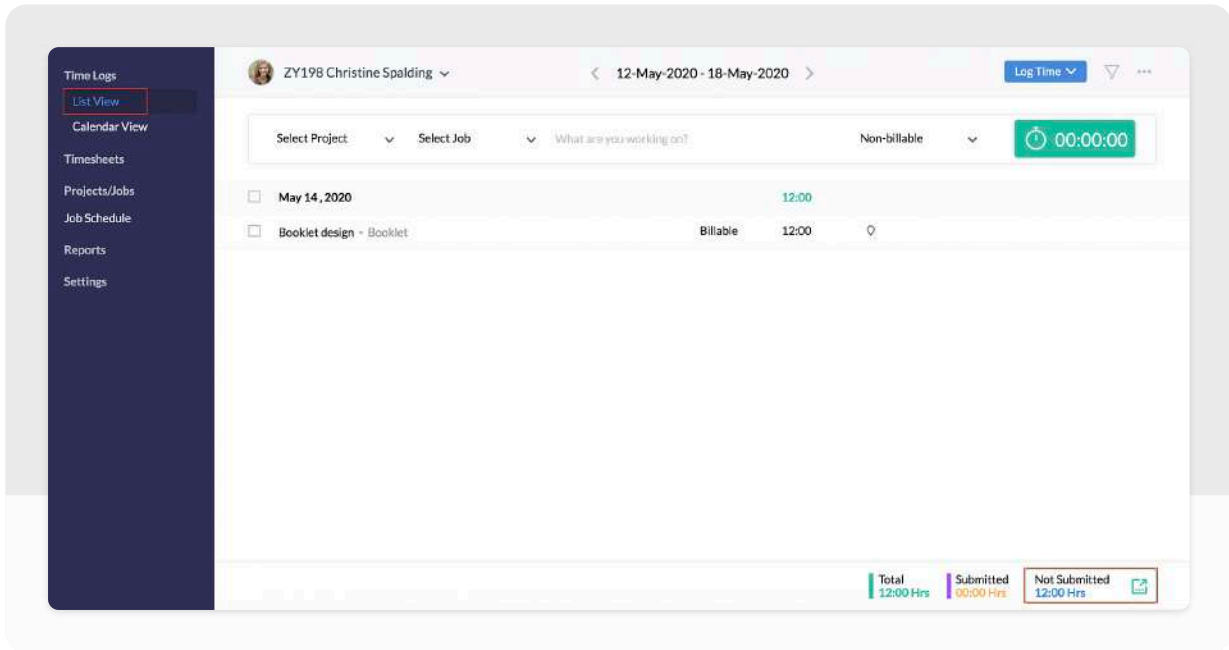 Time Logs
List View
Calendar View
Timesheets
Projects/Jobs
Job Schedule
Reports
Settings
ZY198 Christine Spalding
12-May-2020 - 18-May-2020
Log Time
Select Project
Select Job
What are you working on?
Non-billable
00:00:00
May 14, 2020
12:00
Booklet design - Booklet
Billable
12:00
Total
12:00 Hrs
Submitted
00:00 Hrs
Not Submitted
12:00 Hrs